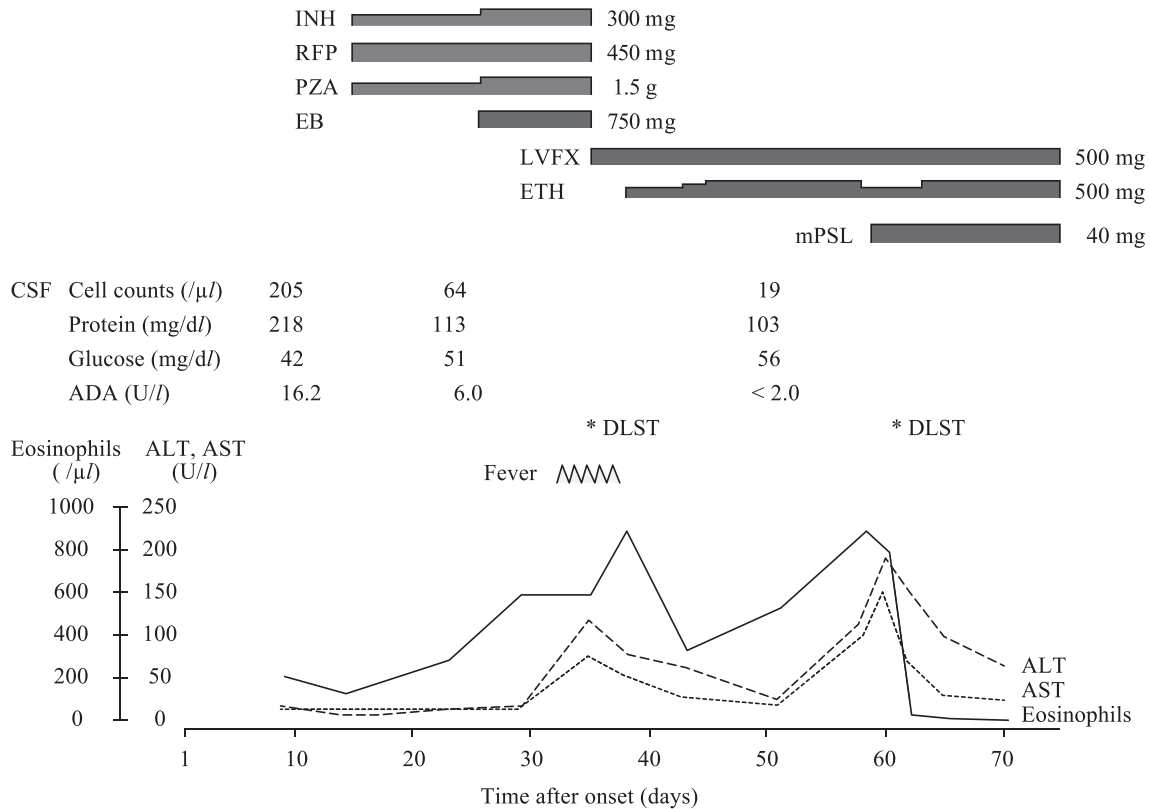 INH 300 mg
RFP 450 mg
PZA 1.5 g
EB 750 mg
LVFX 500 mg
ETH 500 mg
mPSL 40 mg
CSF Cell counts (/µl) 205 64 19
Protein (mg/dl) 218 113 103
Glucose (mg/dl) 42 51 56
ADA (U/l) 16.2 6.0 < 2.0
* DLST * DLST
Eosinophils ALT, AST
( /µl) (U/l)
Fever
1000 250
800 200
600 150
400 100
200 50
0 0
ALT
AST
Eosinophils
1 10 20 30 40 50 60 70
Time after onset (days)